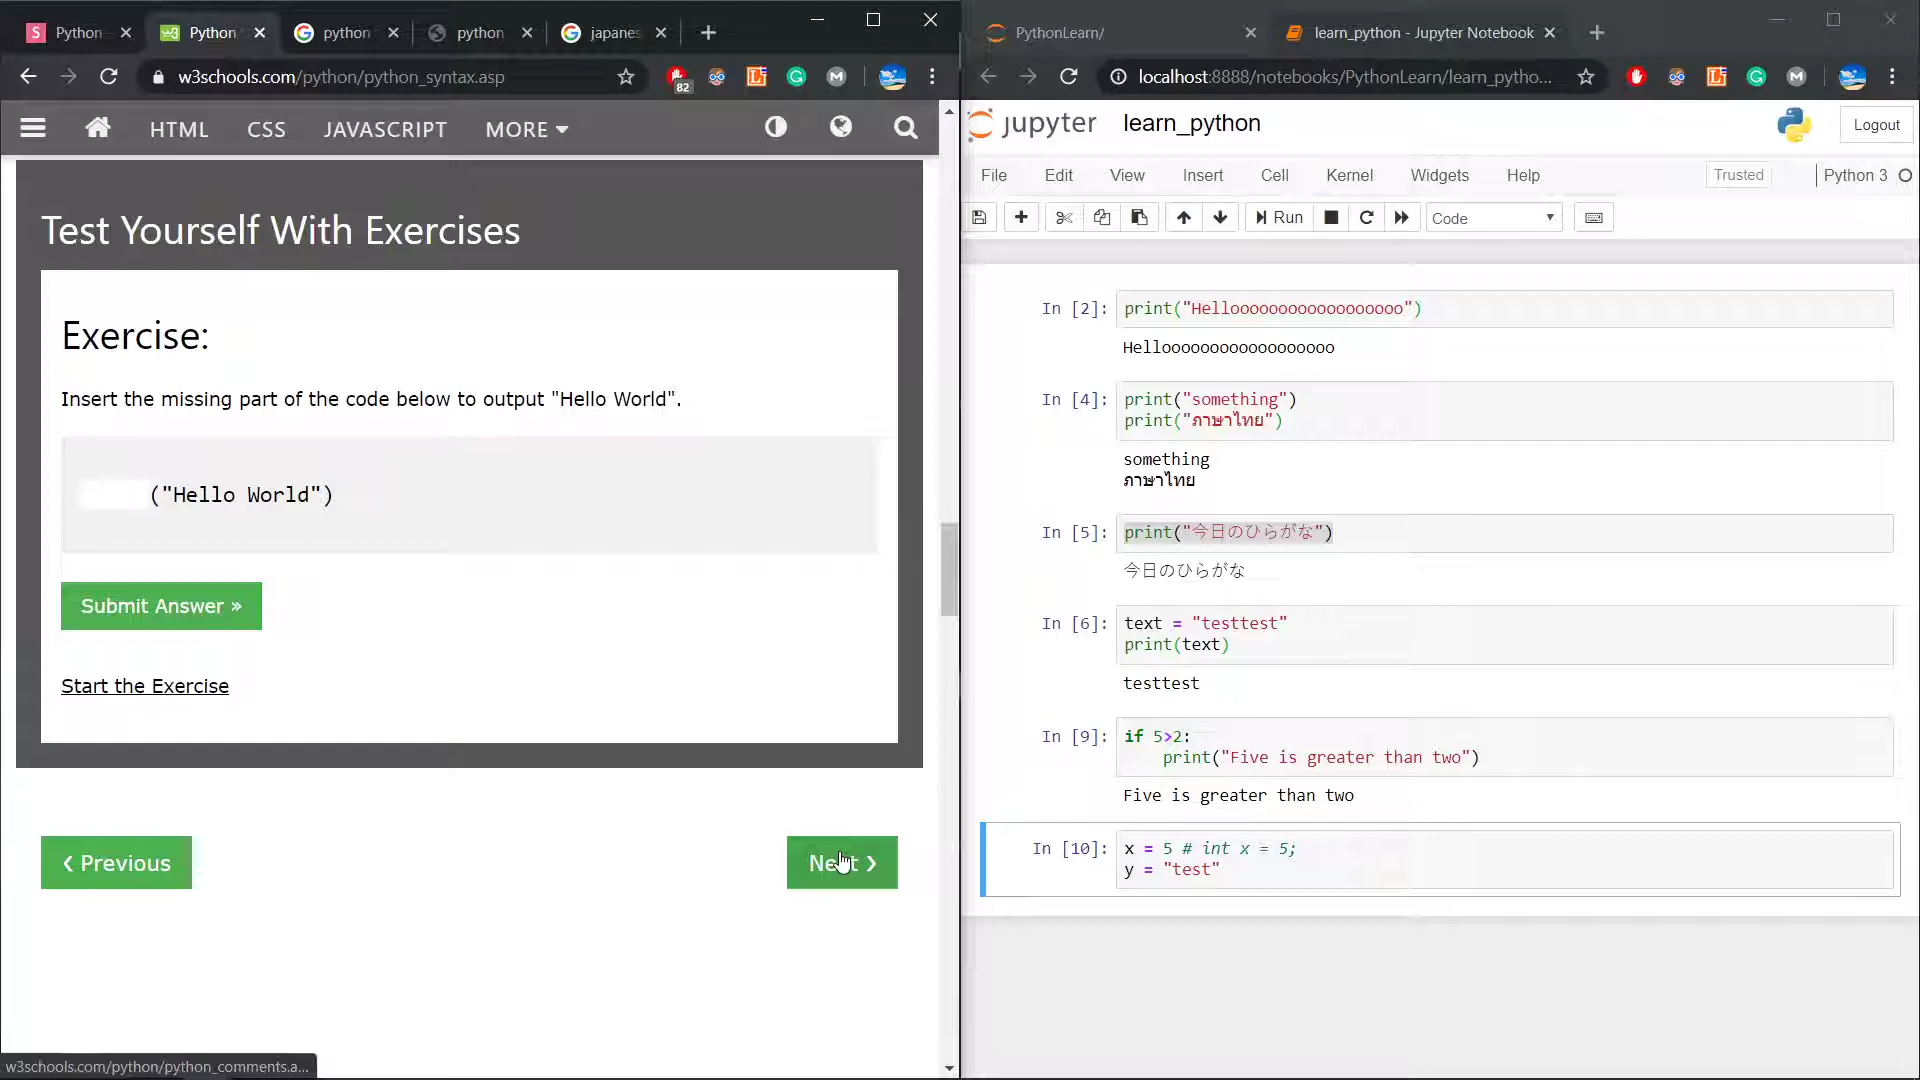 Python
Python
python
python
japanes
w3schools.com/python/python_syntax.asp
82
HTML CSS JAVASCRIPT MORE
Test Yourself With Exercises
Exercise:
Insert the missing part of the code below to output "Hello World".
("Hello World")
Submit Answer »
Start the Exercise
❮ Previous
Next ❯
w3schools.com/python/python_comments.a...
PythonLearn/
learn_python - Jupyter Notebook
localhost:8888/notebooks/PythonLearn/learn_pytho...
jupyter learn_python
Logout
File Edit View Insert Cell Kernel Widgets Help
Trusted
Python 3
Run
Code
In [2]: print("Helloooooooooooooooooo")
Helloooooooooooooooooo
In [4]: print("something")
print("ภาษาไทย")
something
ภาษาไทย
In [5]: print("今日のひらがな")
今日のひらがな
In [6]: text = "testtest"
print(text)
testtest
In [9]: if 5>2:
print("Five is greater than two")
Five is greater than two
In [10]: x = 5 # int x = 5;
y = "test"